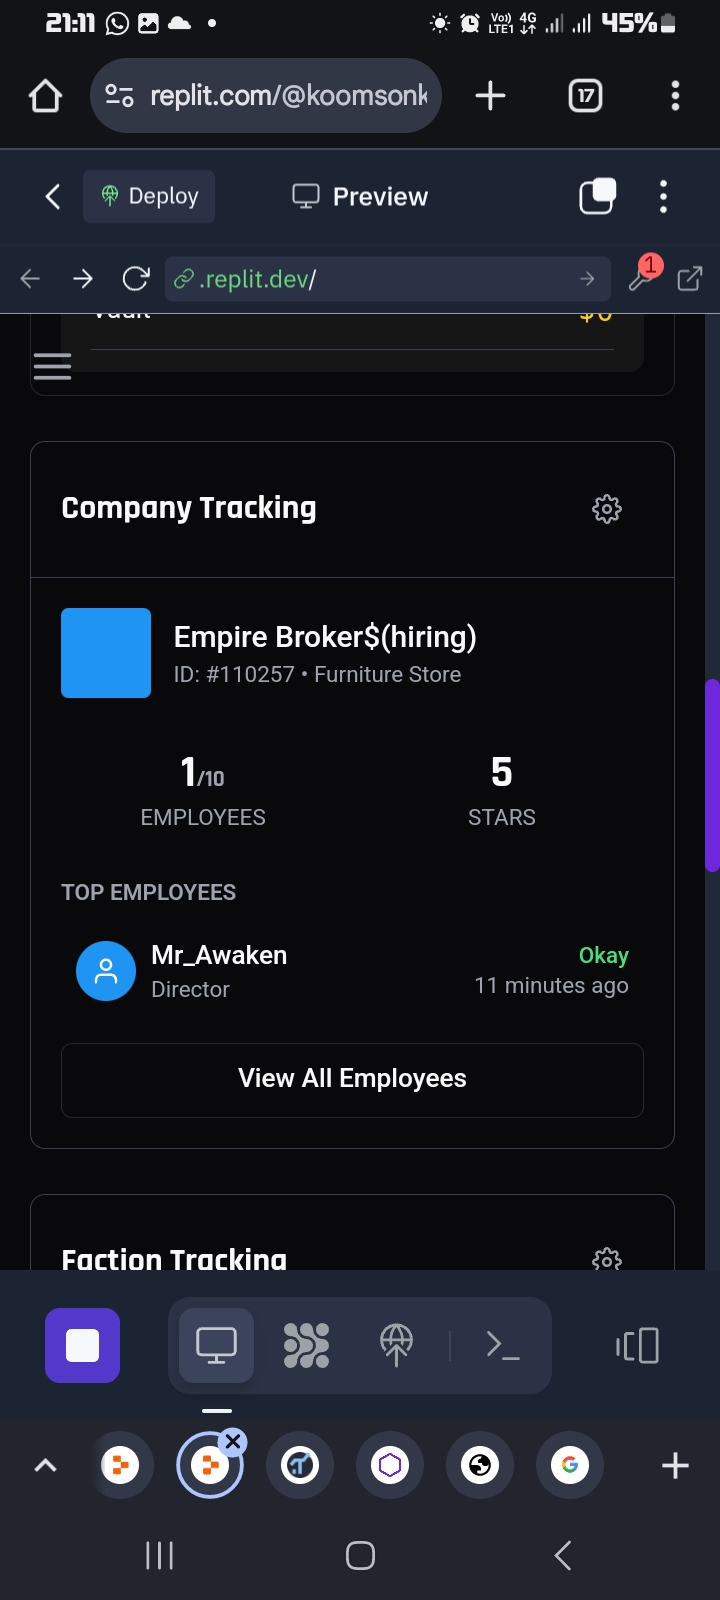 21:11
Vo)) 4G
LTE1
45%
replit.com/@koomsonk
17
Deploy
Preview
.replit.dev/
1
Vault
$0
Company Tracking
Empire Broker$(hiring)
ID: #110257 • Furniture Store
1/10
5
EMPLOYEES
STARS
TOP EMPLOYEES
Mr_Awaken
Okay
Director
11 minutes ago
View All Employees
Faction Tracking